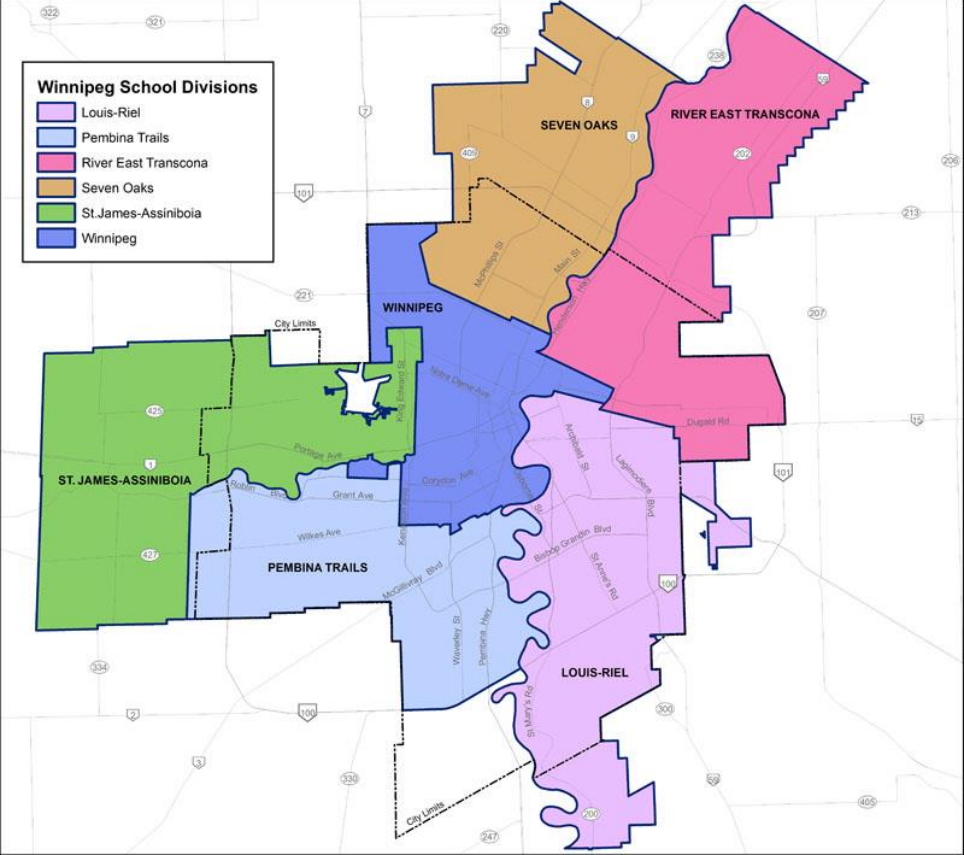 322
321
220
238
59
Winnipeg School Divisions
Louis-Riel
Pembina Trails
River East Transcona
Seven Oaks
St.James-Assiniboia
Winnipeg
7
8
9
SEVEN OAKS
RIVER EAST TRANSCONA
409
202
206
101
213
McPhillips St
Main St
Henderson Hwy
221
WINNIPEG
207
City Limits
King Edward St
Notre Dame Ave
425
Dugald Rd
15
Archibald St
Lagimodiere Blvd
1
Portage Ave
101
ST. JAMES-ASSINIBOIA
Roblin Blvd
Grant Ave
Corydon Ave
Wilkes Ave
Bishop Grandin Blvd
St Anne's Rd
427
PEMBINA TRAILS
McGillivray Blvd
100
Waverley St
Pembina Hwy
334
LOUIS-RIEL
St Mary's Rd
2
100
300
3
330
59
City Limits
405
200
247